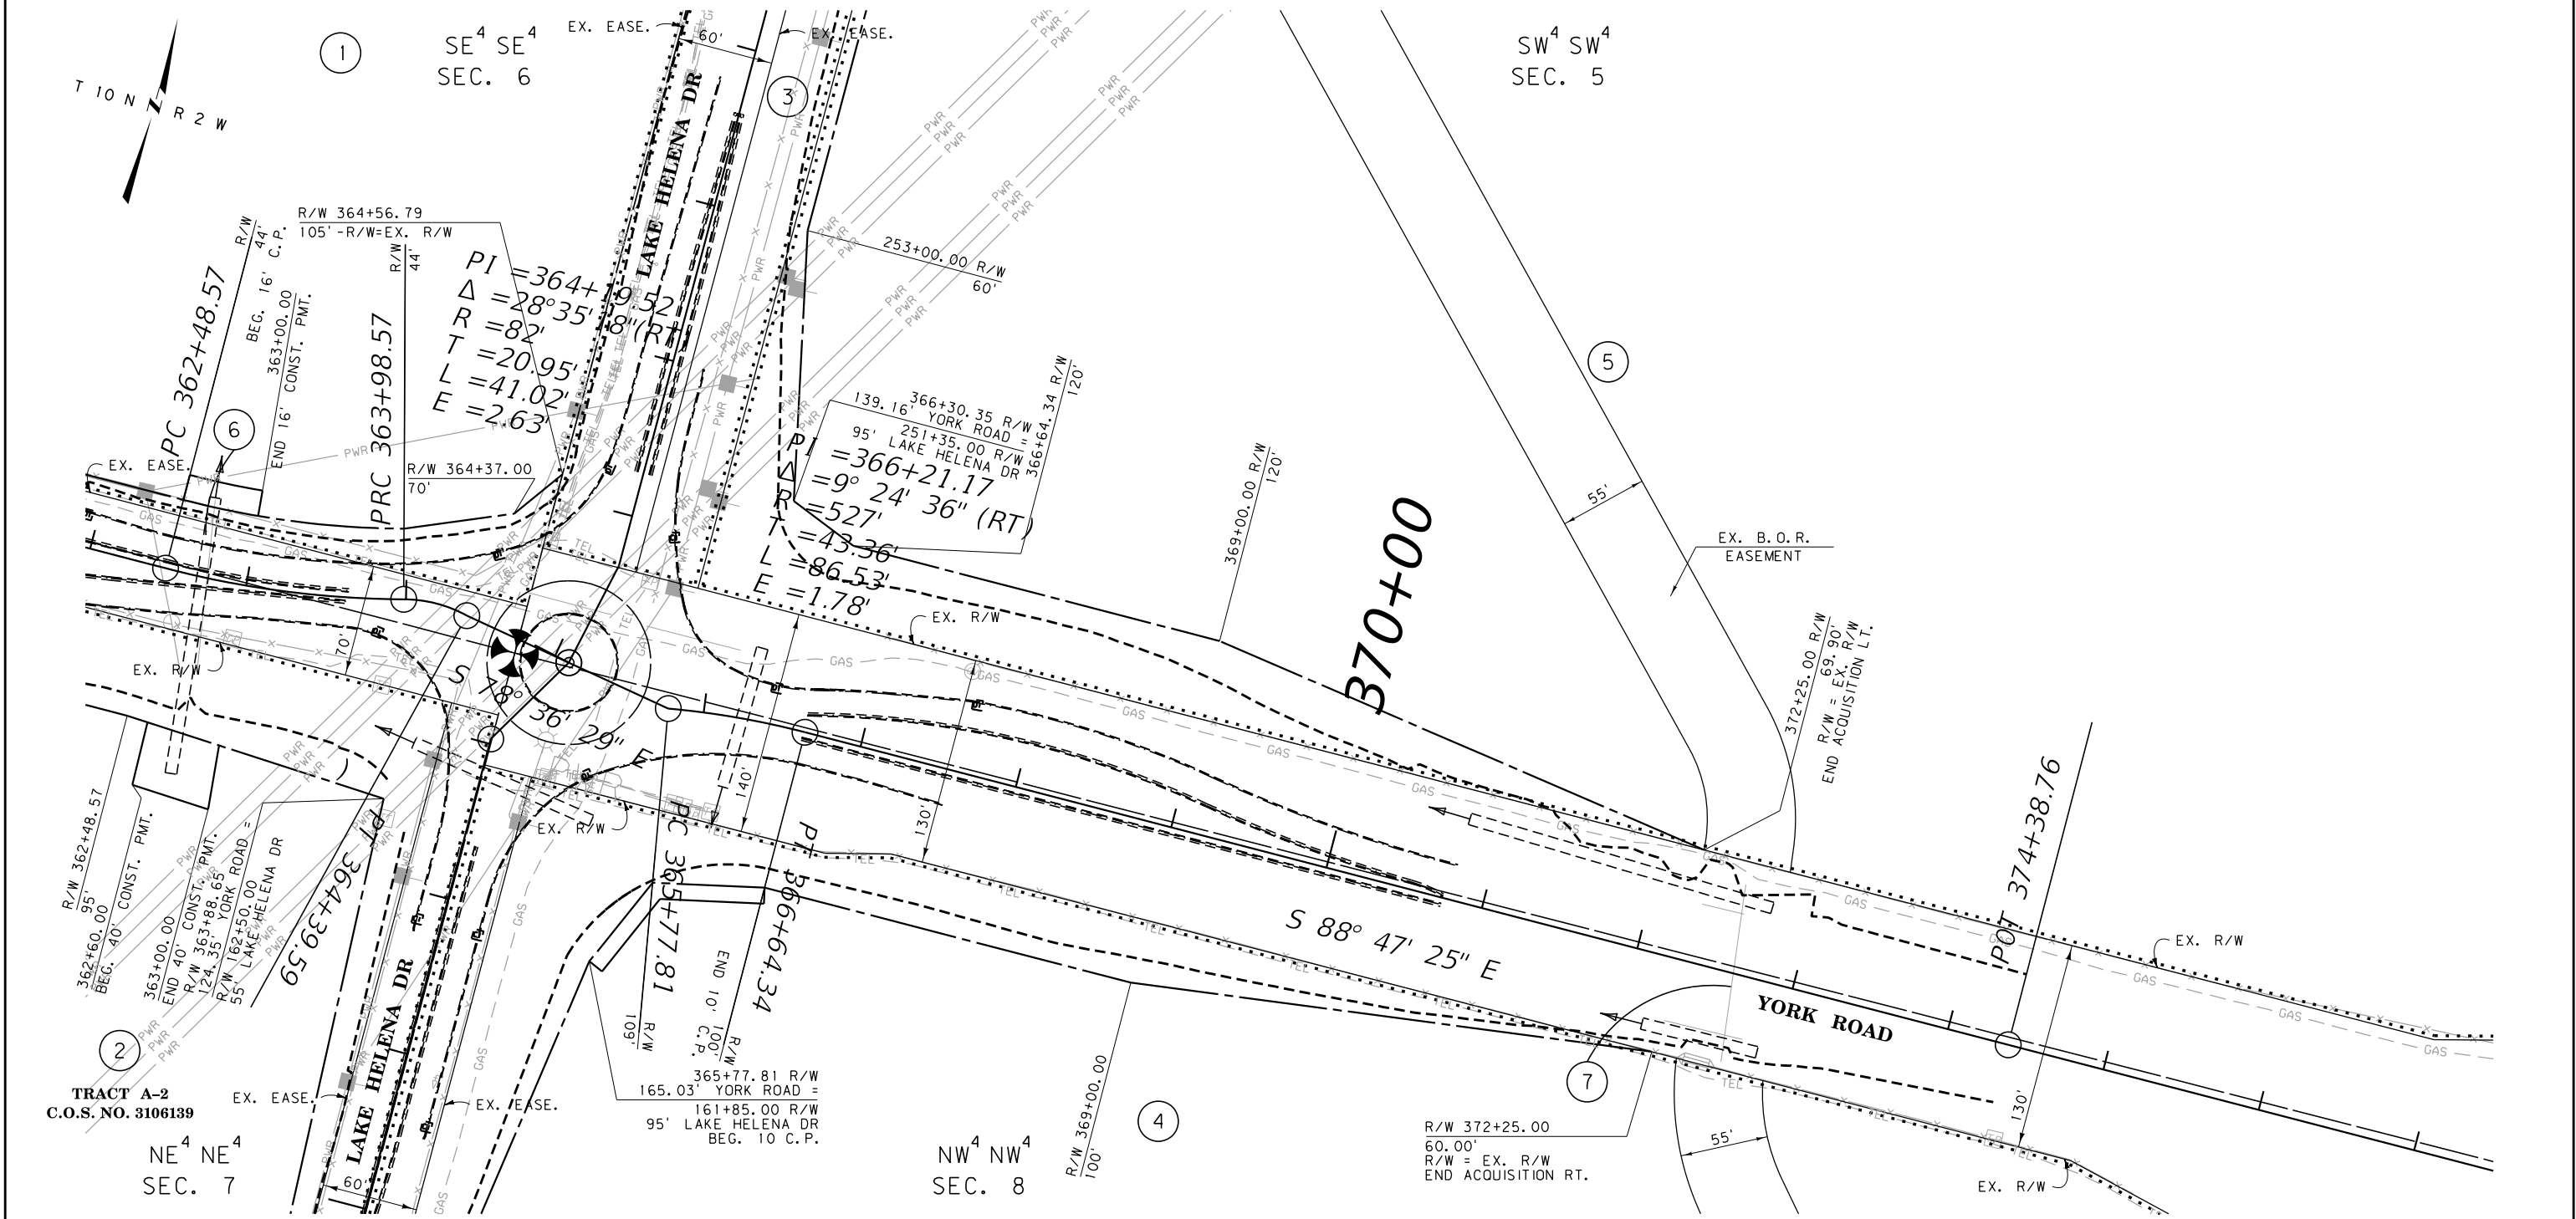 1
SE⁴ SE⁴
SEC. 6
EX. EASE.
60'
EX. EASE.
3
SW⁴ SW⁴
SEC. 5
T 10 N
R 2 W
LAKE HELENA DR
R/W 364+56.79
105'-R/W=EX. R/W
R/W
44'
PC 362+48.57
BEG. 16' C.P.
363+00.00
END 16' CONST. PMT.
R/W
44'
PRC 363+98.57
PI =364+19.52
Δ =28°35' 8"(RT
R =82'
T =20.95'
L =41.02'
E =2.63'
253+00.00 R/W
60'
366+30.35 R/W
139.16' YORK ROAD =
251+35.00 R/W
95' LAKE HELENA DR
366+64.34 R/W
120'
PI =366+21.17
Δ =9° 24' 36" (RT)
R =527'
T =43.36'
L =86.53'
E =1.78'
6
EX. EASE.
R/W 364+37.00
70'
369+00.00 R/W
120'
370+00
5
55'
EX. B.O.R.
EASEMENT
EX. R/W
EX. R/W
70'
S 78° 36' 29" E
140'
130'
EX. R/W
372+25.00 R/W
69.90'
R/W = EX. R/W
END ACQUISITION LT.
POT 374+38.76
EX. R/W
R/W 362+48.57
95'
362+60.00
BEG. 40' CONST. PMT.
363+00.00
END 40' CONST. PMT.
R/W 363+88.65
124.35' YORK ROAD =
R/W 162+50.00
55' LAKE HELENA DR
PT 364+39.59
PC 365+77.81
R/W
109'
PT 366+64.34
R/W
100'
END 10' C.P.
S 88° 47' 25" E
YORK ROAD
2
TRACT A-2
C.O.S. NO. 3106139
EX. EASE.
LAKE HELENA DR
EX. EASE.
60'
NE⁴ NE⁴
SEC. 7
365+77.81 R/W
165.03' YORK ROAD =
161+85.00 R/W
95' LAKE HELENA DR
BEG. 10 C.P.
NW⁴ NW⁴
SEC. 8
R/W 369+00.00
100'
4
7
R/W 372+25.00
60.00'
R/W = EX. R/W
END ACQUISITION RT.
55'
130'
EX. R/W
PWR
GAS
TEL